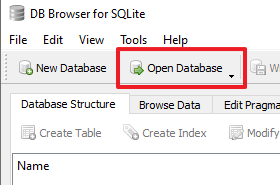 DB Browser for SQLite
File Edit View Tools Help
New Database Open Database
Database Structure Browse Data Edit Pragma
Create Table Create Index Modify
Name